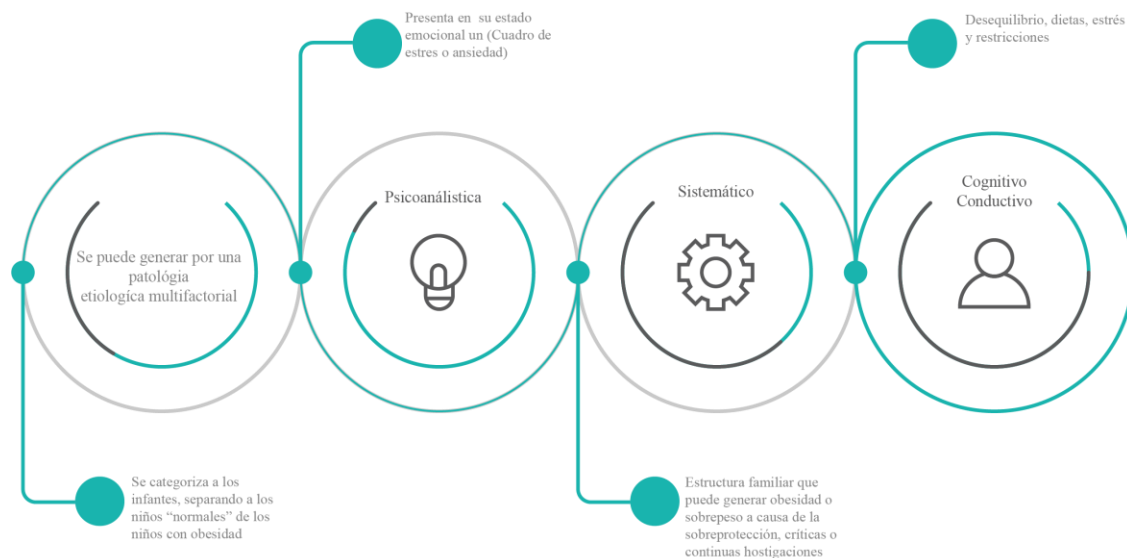 Presenta en su estado
emocional un (Cuadro de
estres o ansiedad)
Desequilibrio, dietas, estrés
y restricciones
Se puede generar por una
patológia
etiologíca multifactorial
Psicoanálistica
Sistemático
Cognitivo
Conductivo
Se categoriza a los
infantes, separando a los
niños “normales” de los
niños con obesidad
Estructura familiar que
puede generar obesidad o
sobrepeso a causa de la
sobreprotección, críticas o
continuas hostigaciones